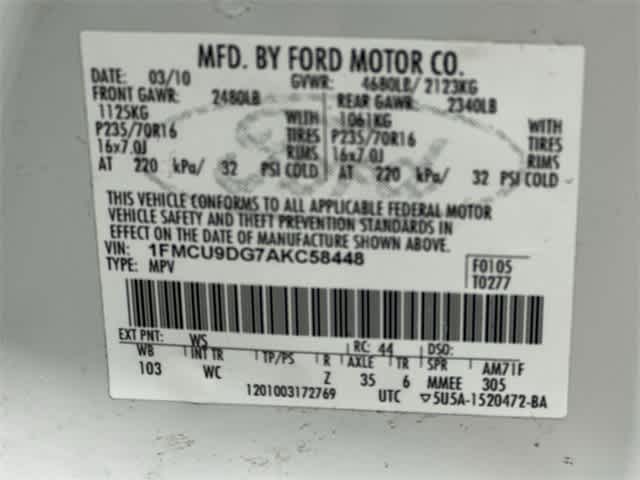 MFD. BY FORD MOTOR CO.
DATE: 03/10 GVWR: 4680LB/ 2123KG
FRONT GAWR: 2480LB REAR GAWR: 2340LB
1125KG WITH 1061KG WITH
P235/70R16 TIRES P235/70R16 TIRES
16x7.0J RIMS 16x7.0J RIMS
AT 220 kPa/ 32 PSI COLD AT 220 kPa/ 32 PSI COLD
THIS VEHICLE CONFORMS TO ALL APPLICABLE FEDERAL MOTOR
VEHICLE SAFETY AND THEFT PREVENTION STANDARDS IN
EFFECT ON THE DATE OF MANUFACTURE SHOWN ABOVE.
VIN: 1FMCU9DG7AKC58448 F0105
TYPE: MPV T0277
EXT PNT: WS RC: 44 DSO:
WB INT TR TP/PS R AXLE TR SPR AM71F
103 WC Z 35 6 MMEE 305
1201003172769 UTC ▽5U5A-1520472-BA